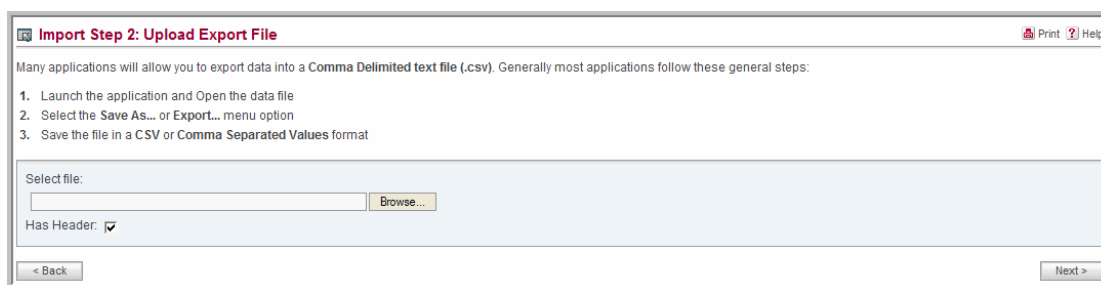 Import Step 2: Upload Export File
Print ? Help
Many applications will allow you to export data into a Comma Delimited text file (.csv). Generally most applications follow these general steps:
1. Launch the application and Open the data file
2. Select the Save As... or Export... menu option
3. Save the file in a CSV or Comma Separated Values format
Select file:
Browse...
Has Header:
< Back
Next >